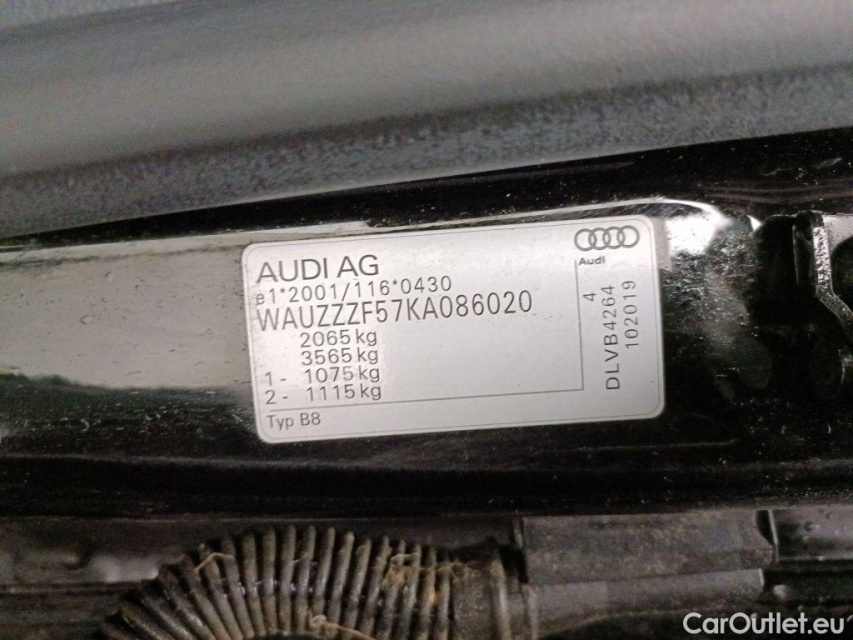 AUDI AG
e1*2001/116*0430
WAUZZZF57KA086020
2065 kg
3565 kg
1 - 1075 kg
2 - 1115 kg
Typ B8
Audi
4
DLVB4264
102019
CarOutlet.eu